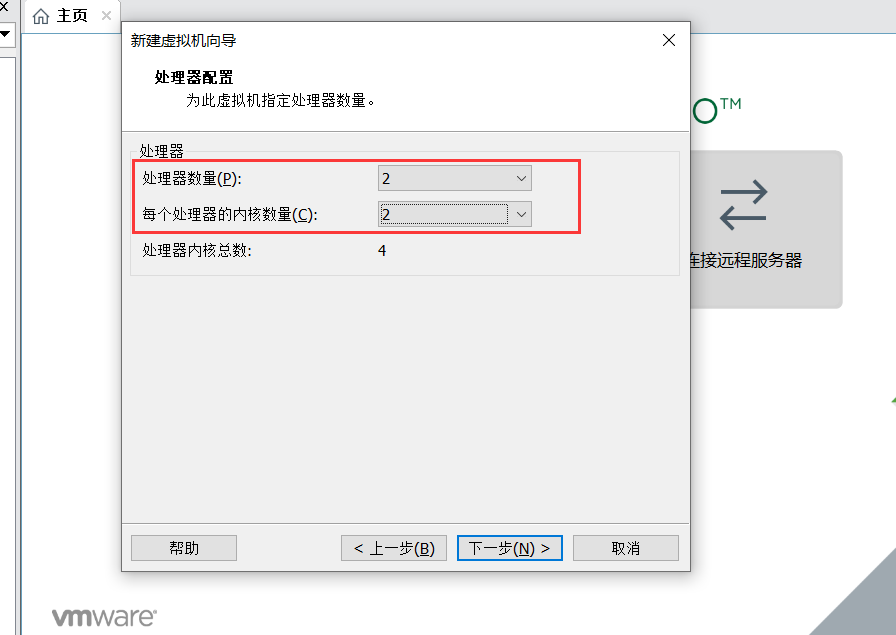 主页
新建虚拟机向导
处理器配置
为此虚拟机指定处理器数量。
处理器
处理器数量(P): 2
每个处理器的内核数量(C): 2
处理器内核总数: 4
O™
连接远程服务器
帮助
< 上一步(B)
下一步(N) >
取消
vmware®